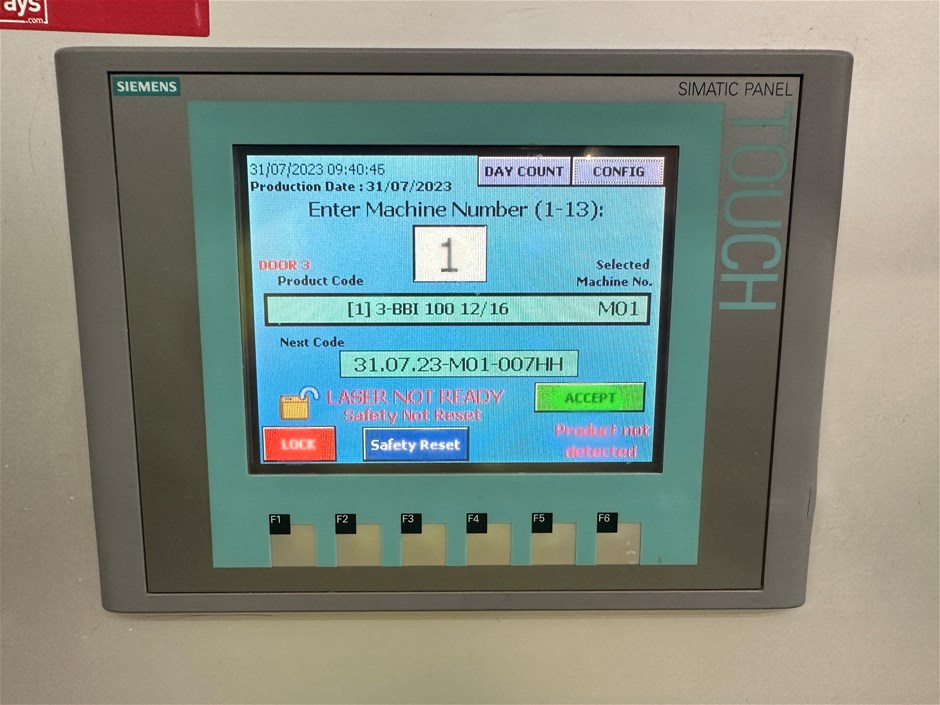 ays
.com
SIEMENS
SIMATIC PANEL
TOUCH
31/07/2023 09:40:45
DAY COUNT
CONFIG
Production Date : 31/07/2023
Enter Machine Number (1-13):
1
DOOR 3
Selected
Product Code
Machine No.
[1] 3-BBI 100 12/16
M01
Next Code
31.07.23-M01-007HH
LASER NOT READY
ACCEPT
Safety Not Reset
LOCK
Safety Reset
Product not
detected
F1
F2
F3
F4
F5
F6